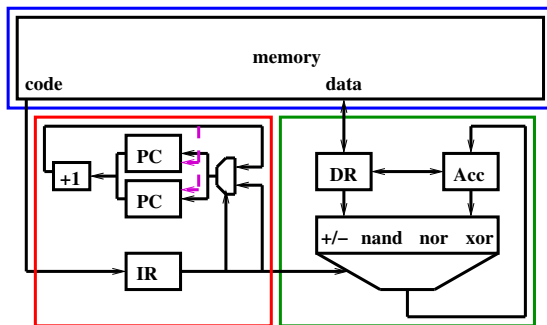 memory
code data
PC
+1 PC
DR Acc
+/− nand nor xor
IR